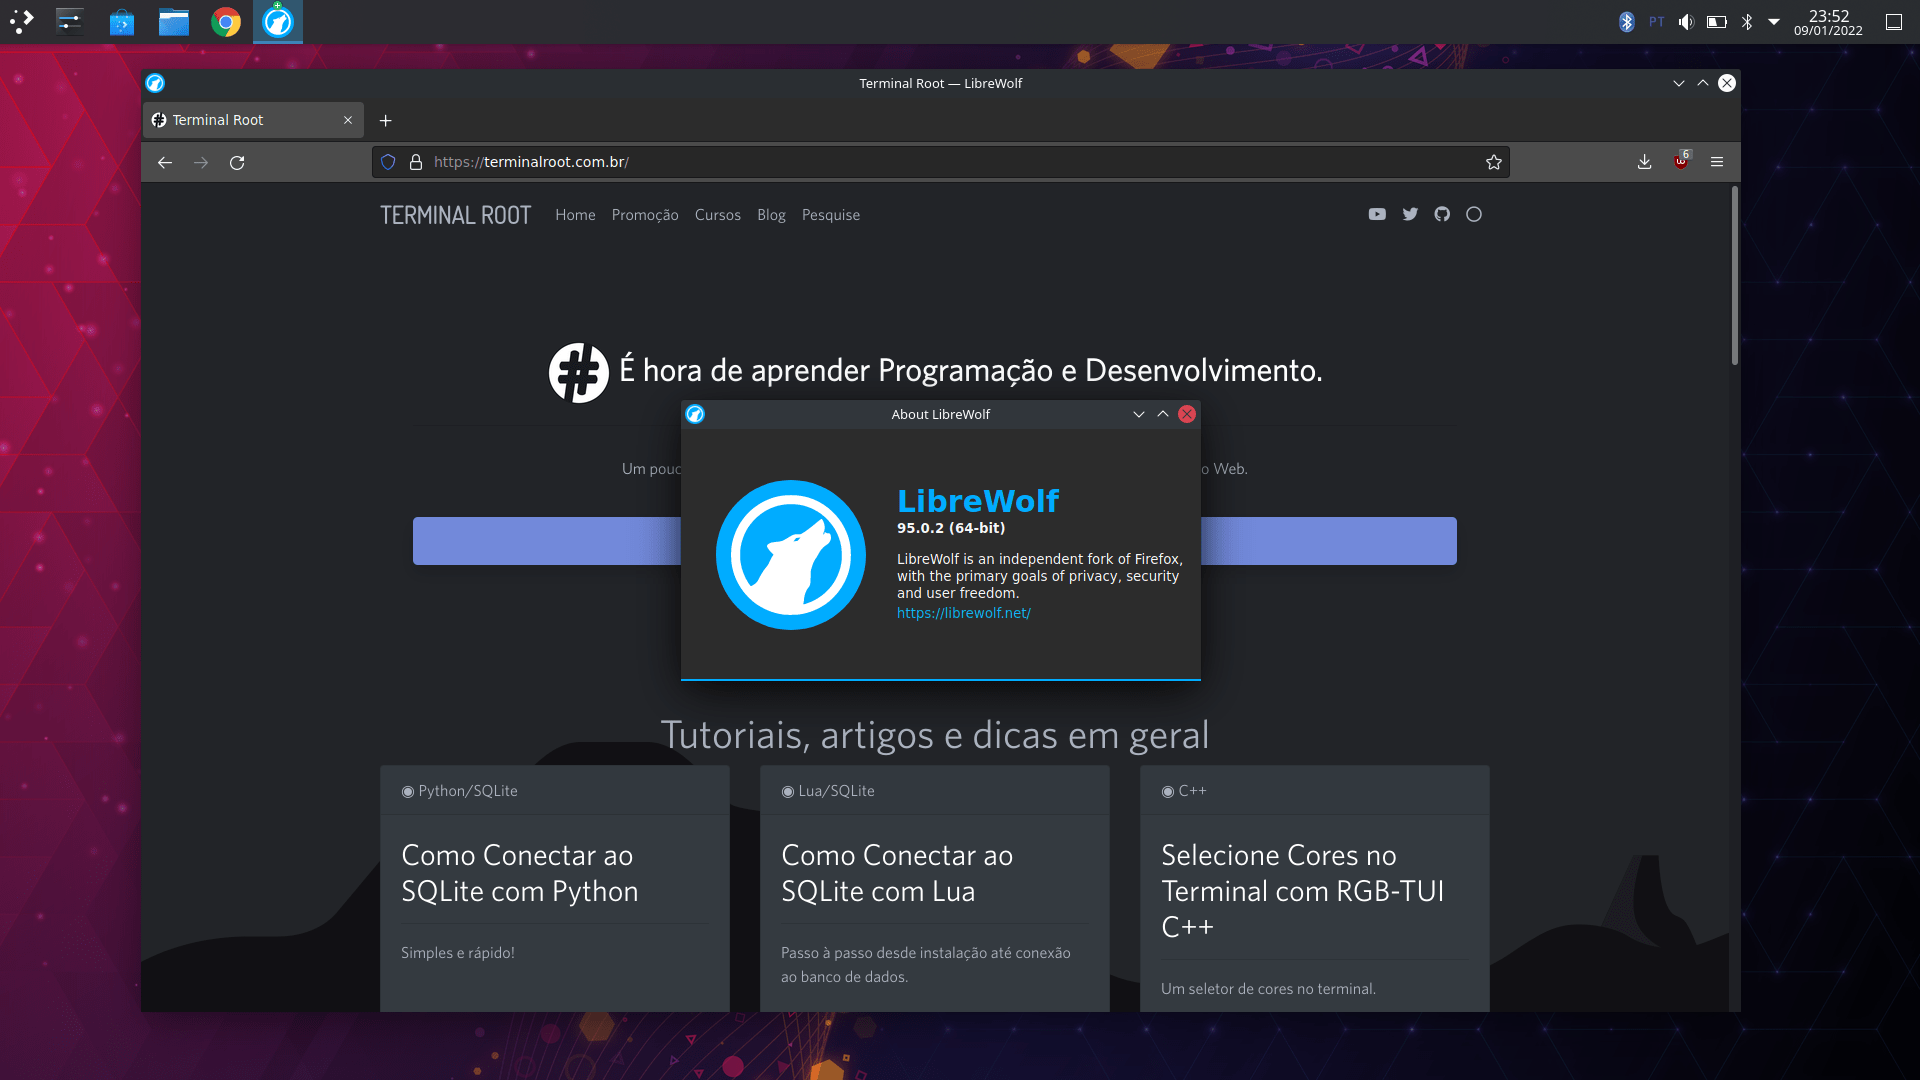 PT
23:52
09/01/2022
Terminal Root — LibreWolf
Terminal Root
https://terminalroot.com.br/
6
TERMINAL ROOT Home Promoção Cursos Blog Pesquise
É hora de aprender Programação e Desenvolvimento.
About LibreWolf
Um pouc
o Web.
LibreWolf
95.0.2 (64-bit)
LibreWolf is an independent fork of Firefox,
with the primary goals of privacy, security
and user freedom.
https://librewolf.net/
Tutoriais, artigos e dicas em geral
◉ Python/SQLite
Como Conectar ao
SQLite com Python
Simples e rápido!
◉ Lua/SQLite
Como Conectar ao
SQLite com Lua
Passo à passo desde instalação até conexão
ao banco de dados.
◉ C++
Selecione Cores no
Terminal com RGB-TUI
C++
Um seletor de cores no terminal.